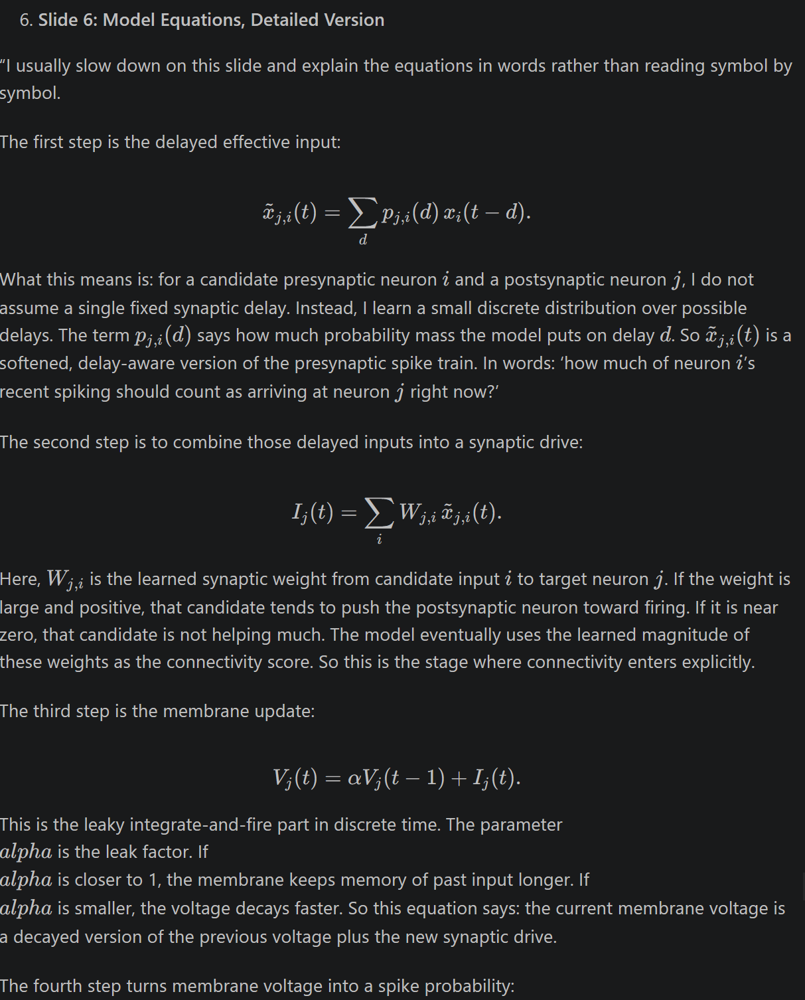 6. Slide 6: Model Equations, Detailed Version
“I usually slow down on this slide and explain the equations in words rather than reading symbol by
symbol.
The first step is the delayed effective input:
x̃_{j,i}(t) = ∑_d p_{j,i}(d) x_i(t − d).
What this means is: for a candidate presynaptic neuron i and a postsynaptic neuron j, I do not
assume a single fixed synaptic delay. Instead, I learn a small discrete distribution over possible
delays. The term p_{j,i}(d) says how much probability mass the model puts on delay d. So x̃_{j,i}(t) is a
softened, delay-aware version of the presynaptic spike train. In words: ‘how much of neuron i’s
recent spiking should count as arriving at neuron j right now?’
The second step is to combine those delayed inputs into a synaptic drive:
I_j(t) = ∑_i W_{j,i} x̃_{j,i}(t).
Here, W_{j,i} is the learned synaptic weight from candidate input i to target neuron j. If the weight is
large and positive, that candidate tends to push the postsynaptic neuron toward firing. If it is near
zero, that candidate is not helping much. The model eventually uses the learned magnitude of
these weights as the connectivity score. So this is the stage where connectivity enters explicitly.
The third step is the membrane update:
V_j(t) = αV_j(t − 1) + I_j(t).
This is the leaky integrate-and-fire part in discrete time. The parameter
alpha is the leak factor. If
alpha is closer to 1, the membrane keeps memory of past input longer. If
alpha is smaller, the voltage decays faster. So this equation says: the current membrane voltage is
a decayed version of the previous voltage plus the new synaptic drive.
The fourth step turns membrane voltage into a spike probability: